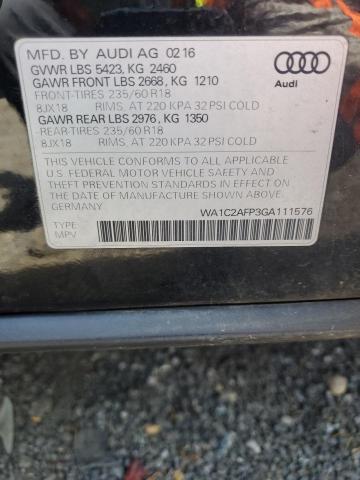 MFD. BY AUDI AG 02 16
GVWR LBS 5423, KG 2460
GAWR FRONT LBS 2668, KG 1210
FRONT-TIRES 235/60 R18
8JX18 RIMS, AT 220 KPA 32 PSI COLD
GAWR REAR LBS 2976, KG 1350
-REAR-TIRES 235/60 R18
8JX18 RIMS, AT 220 KPA 32 PSI COLD
THIS VEHICLE CONFORMS TO ALL APPLICABLE
U.S. FEDERAL MOTOR VEHICLE SAFETY AND
THEFT PREVENTION STANDARDS IN EFFECT ON
THE DATE OF MANUFACTURE SHOWN ABOVE
WA1C2AFP3GA111576
TYPE:
MPV
Audi